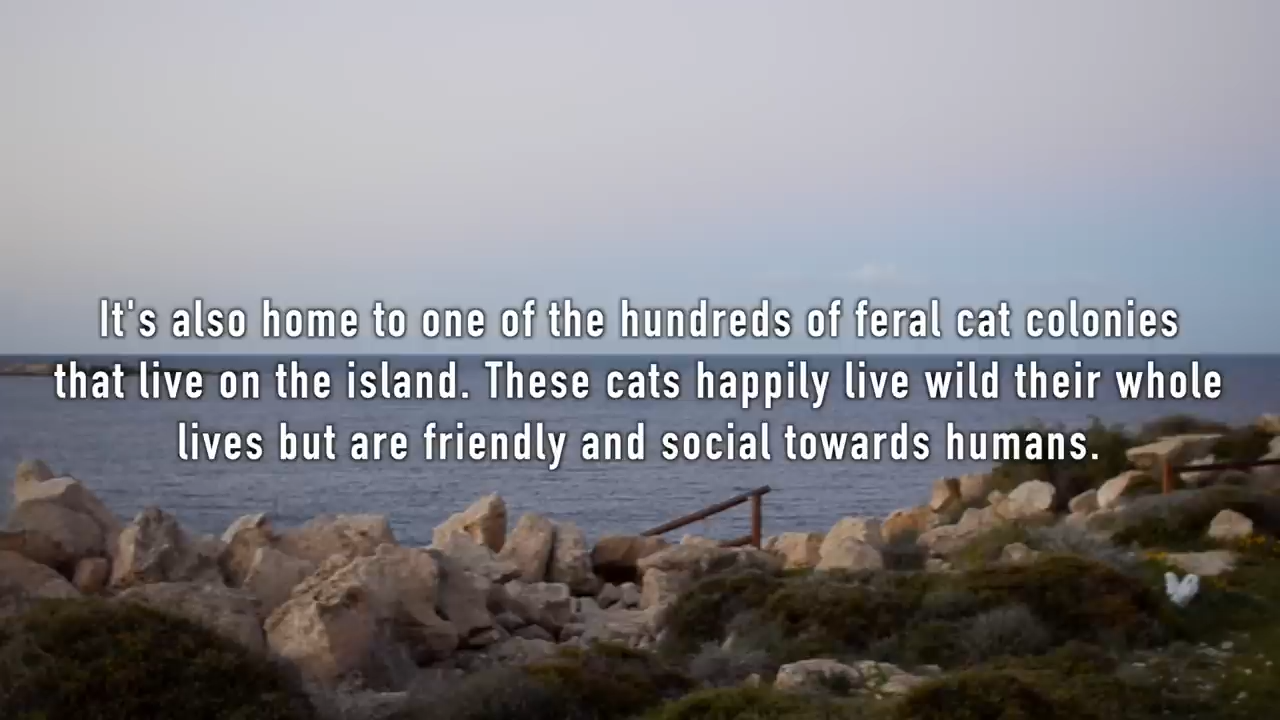 It's also home to one of the hundreds of feral cat colonies
that live on the island. These cats happily live wild their whole
lives but are friendly and social towards humans.